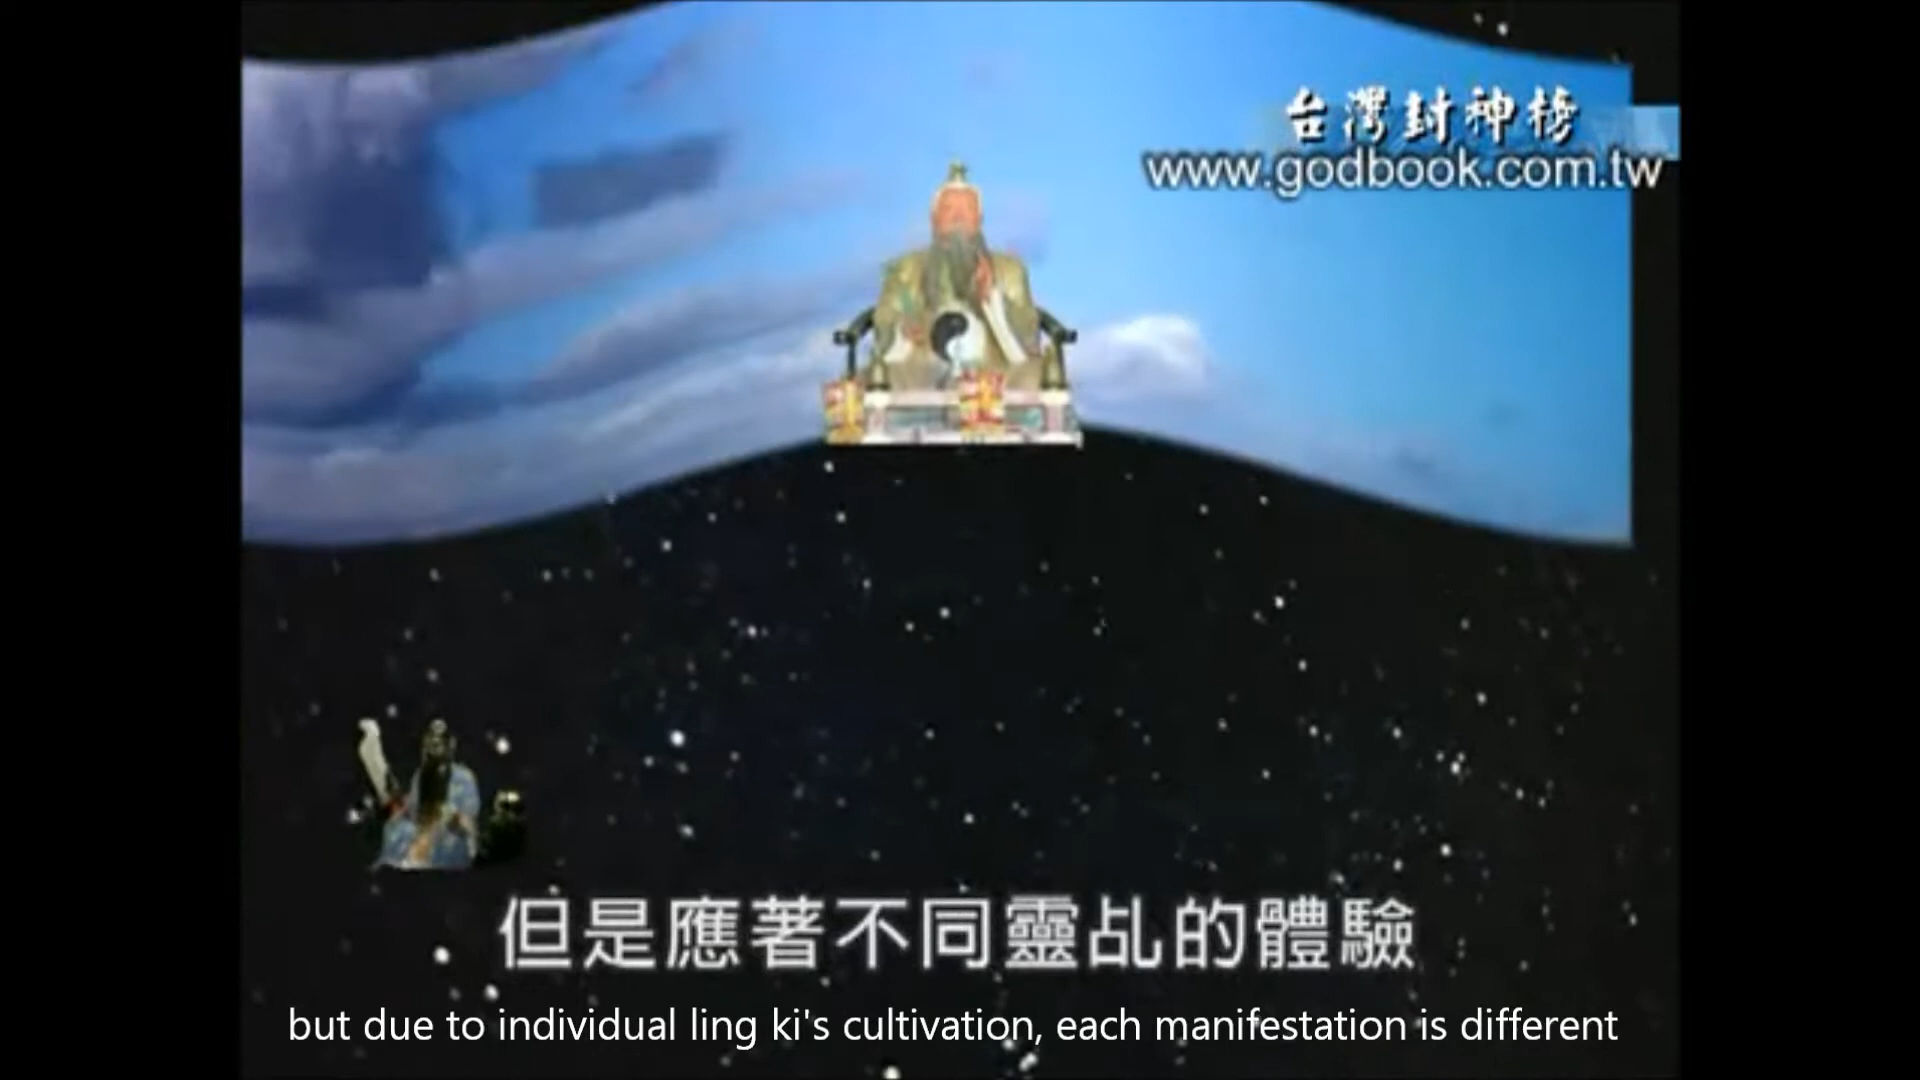 台灣封神榜
www.godbook.com.tw
但是應著不同靈乩的體驗
but due to individual ling ki's cultivation, each manifestation is different